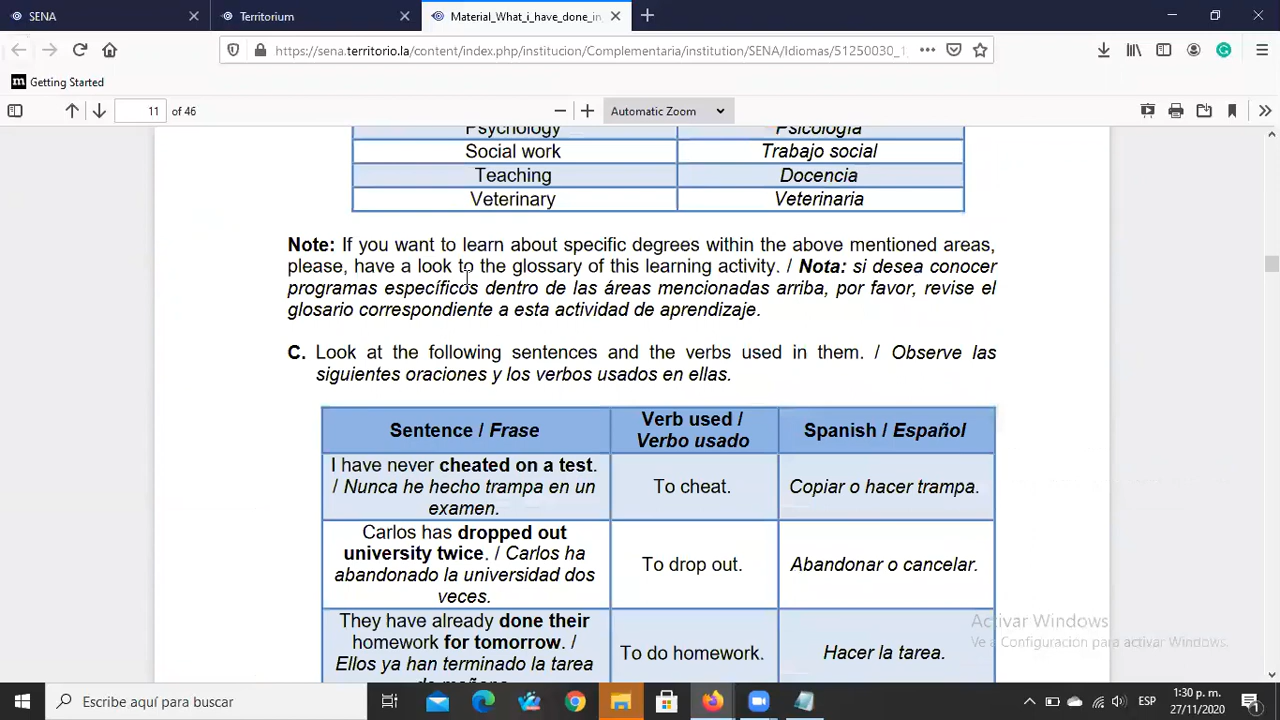 SENA
Territorium
Material_What_i_have_done_in_
https://sena.territorio.la/content/index.php/institucion/Complementaria/institution/SENA/Idiomas/51250030_1
Getting Started
11 of 46
Automatic Zoom
Psychology Psicología
Social work Trabajo social
Teaching Docencia
Veterinary Veterinaria
Note: If you want to learn about specific degrees within the above mentioned areas,
please, have a look to the glossary of this learning activity. / Nota: si desea conocer
programas específicos dentro de las áreas mencionadas arriba, por favor, revise el
glosario correspondiente a esta actividad de aprendizaje.
C. Look at the following sentences and the verbs used in them. / Observe las
siguientes oraciones y los verbos usados en ellas.
Sentence / Frase
Verb used /
Verbo usado
Spanish / Español
I have never cheated on a test.
/ Nunca he hecho trampa en un
examen.
To cheat.
Copiar o hacer trampa.
Carlos has dropped out
university twice. / Carlos ha
abandonado la universidad dos
veces.
To drop out.
Abandonar o cancelar.
They have already done their
homework for tomorrow. /
Ellos ya han terminado la tarea
de mañana.
To do homework.
Hacer la tarea.
Activar Windows
Ve a Configuración para activar Windows.
Escribe aquí para buscar
ESP
1:30 p. m.
27/11/2020